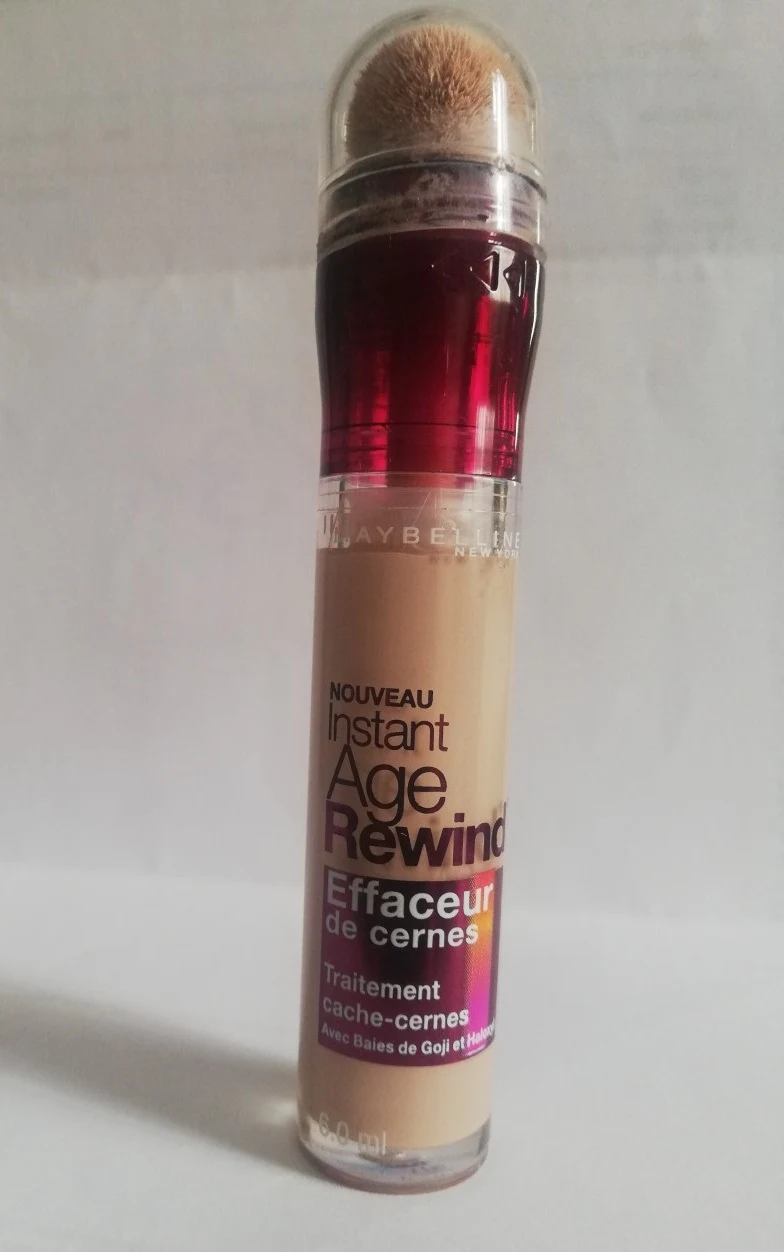 MAYBELLINE
NEW YORK
NOUVEAU
Instant
Age
Rewind
Effaceur
de cernes
Traitement
cache-cernes
Avec Baies de Goji et Haloxyl
6.0 ml